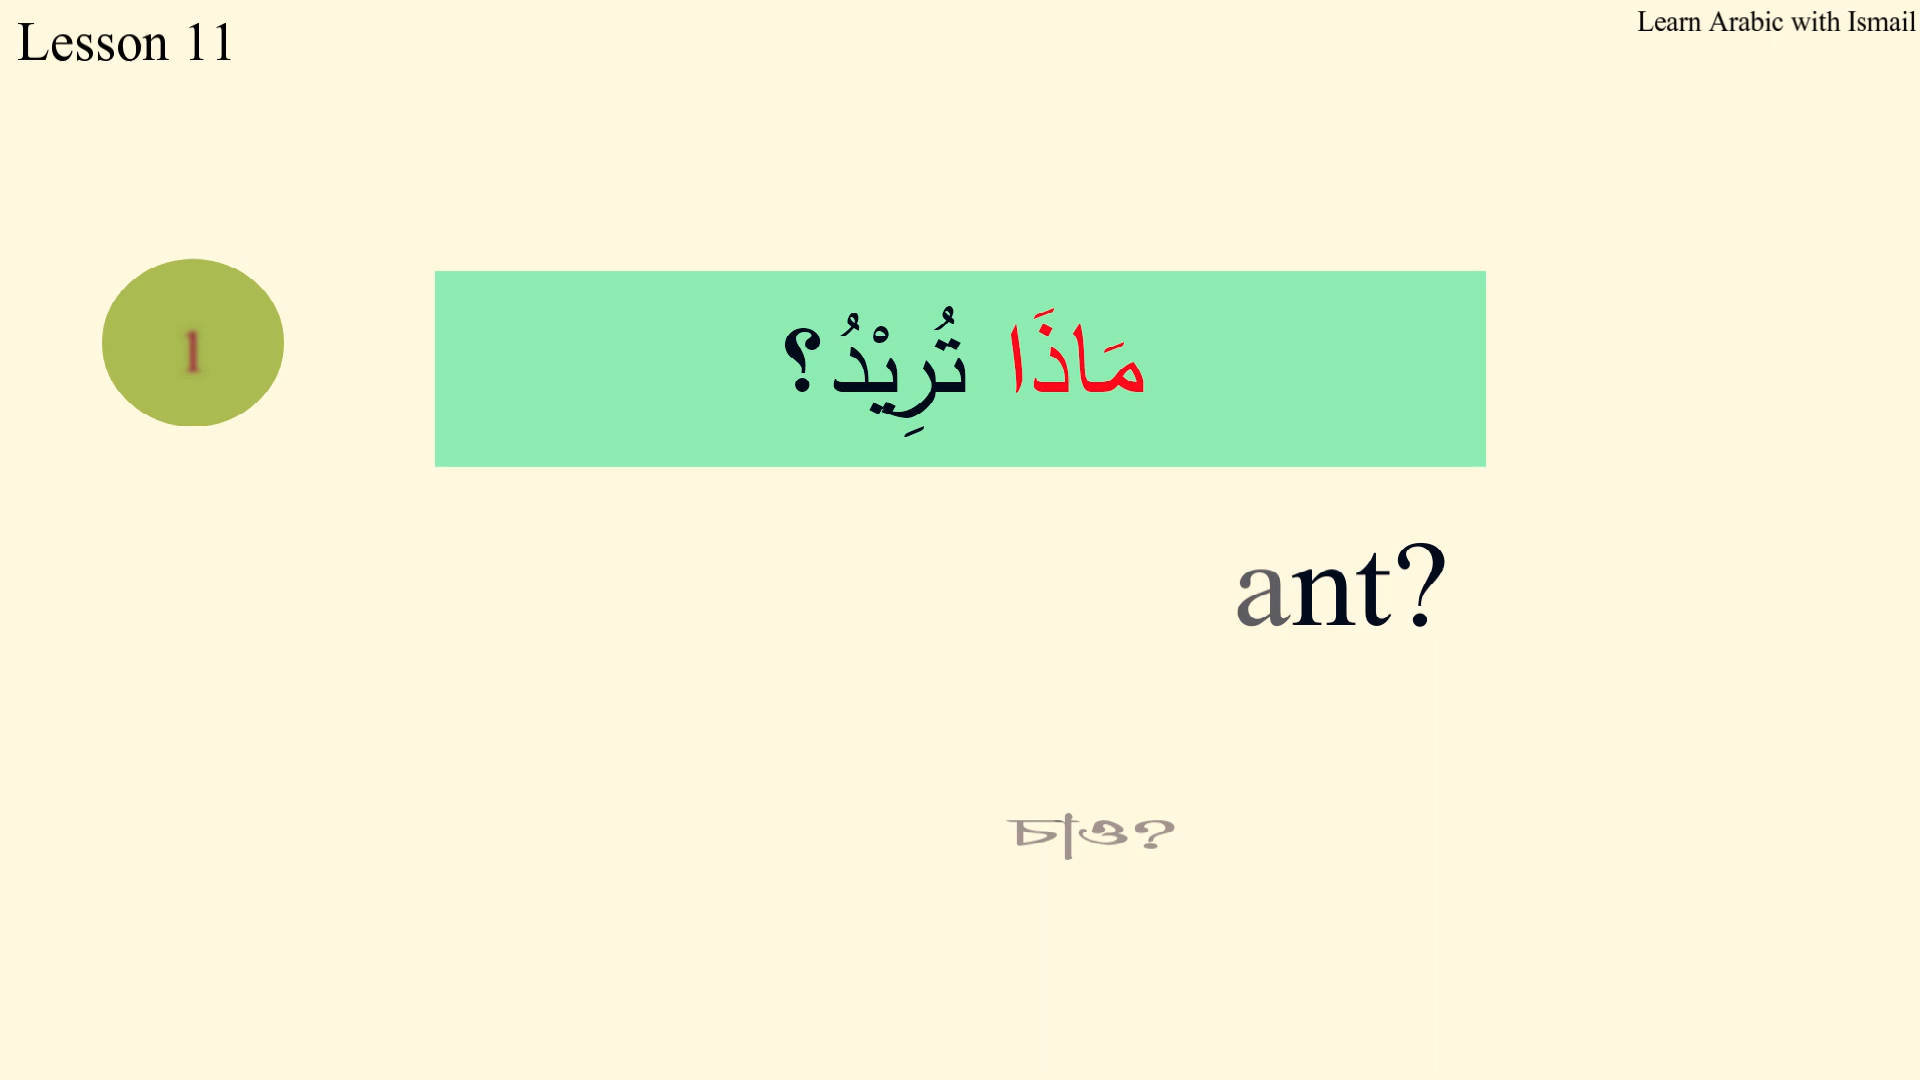 Lesson 11
Learn Arabic with Ismail
1
مَاذَا تُرِيْدُ؟
ant?
চাও?